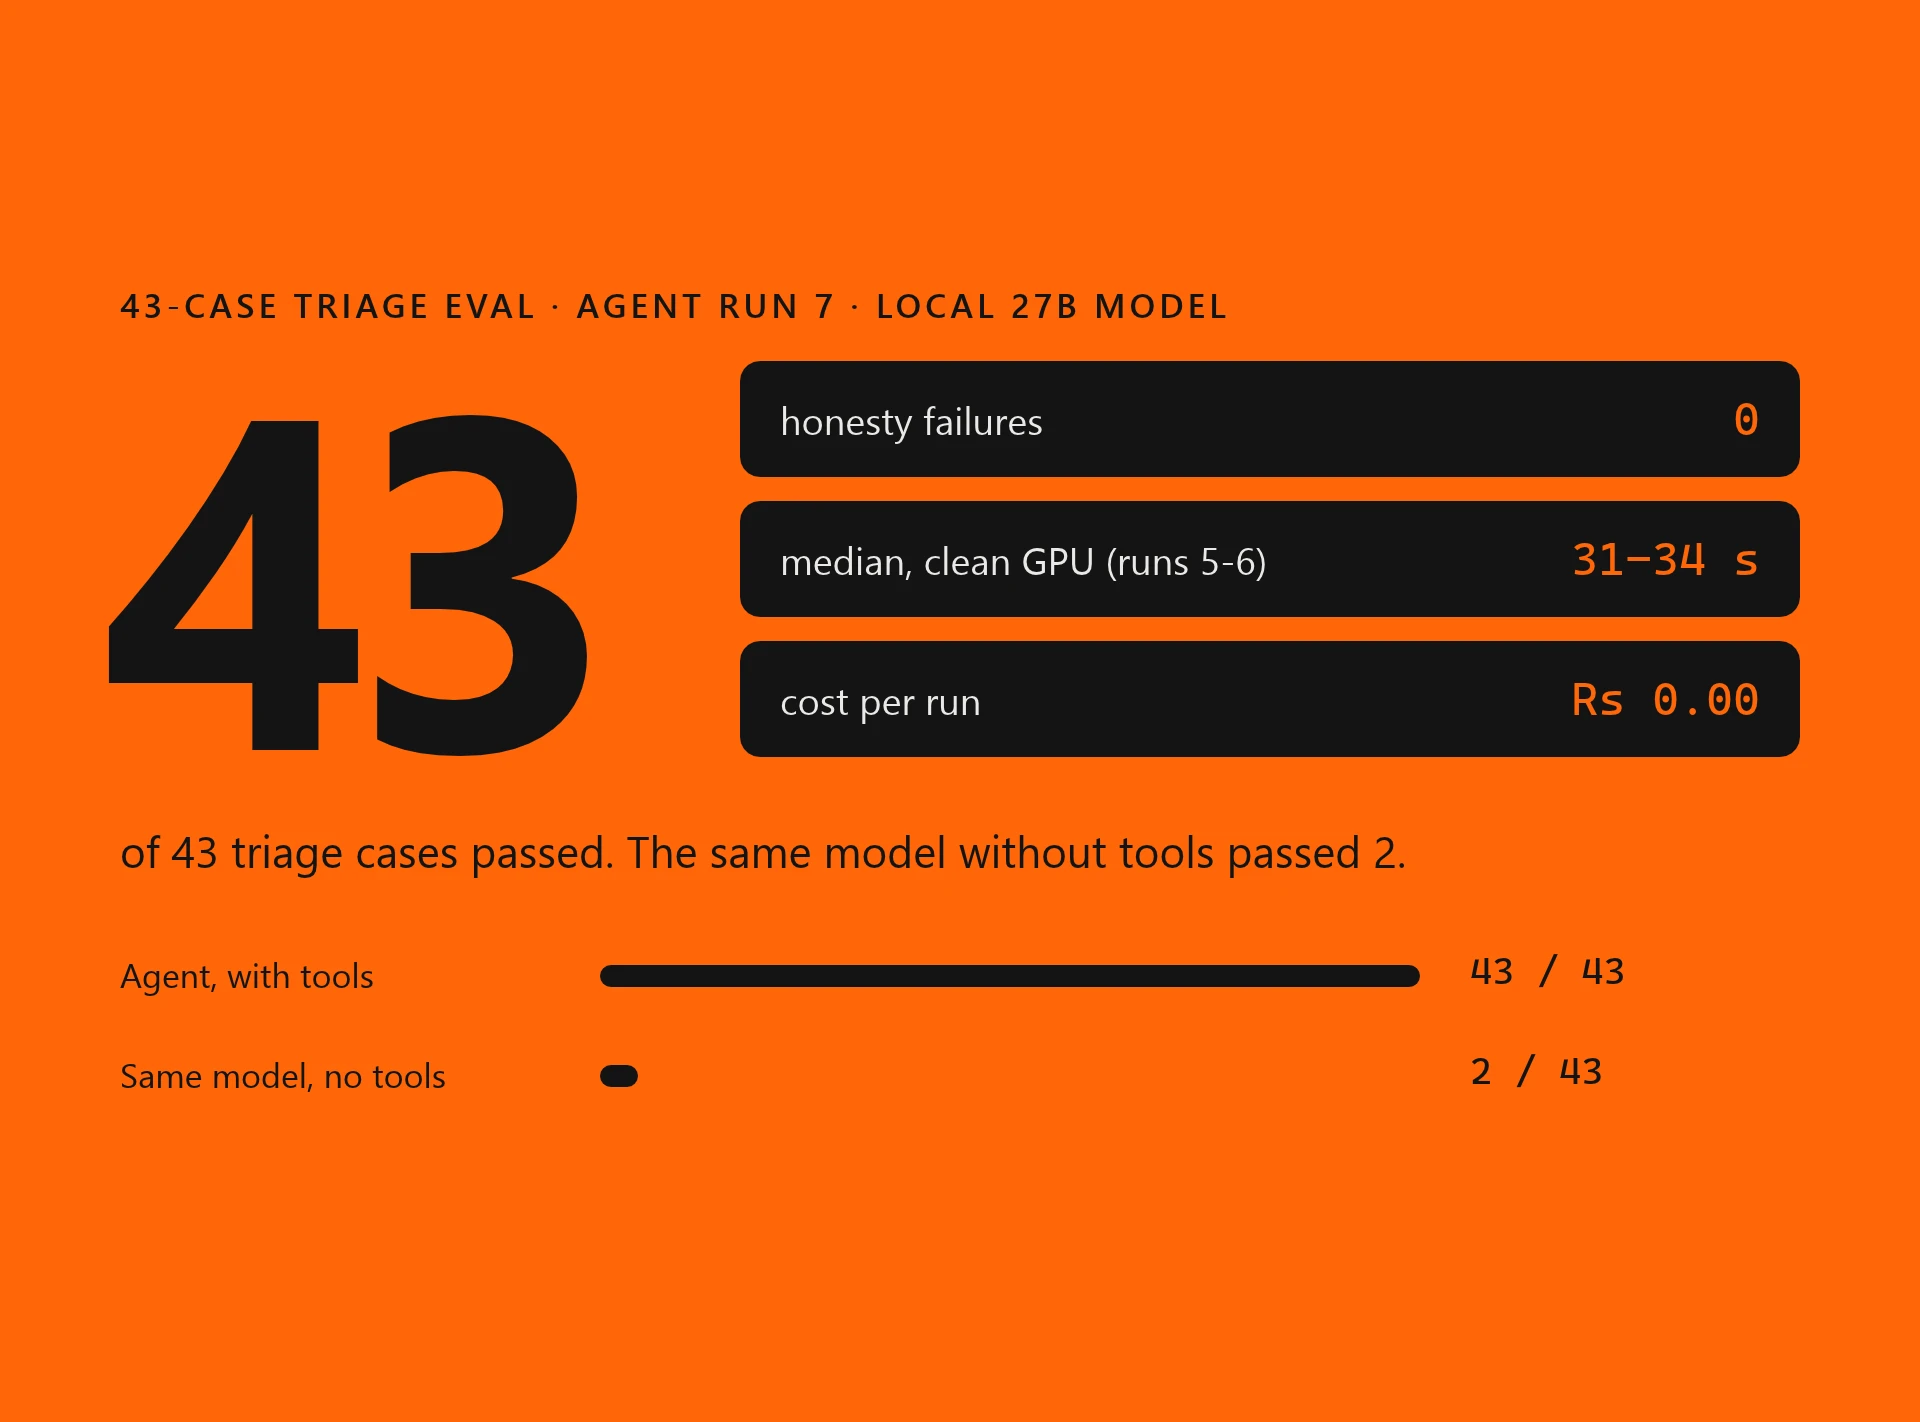 43-CASE TRIAGE EVAL · AGENT RUN 7 · LOCAL 27B MODEL
43
honesty failures 0
median, clean GPU (runs 5-6) 31–34 s
cost per run Rs 0.00
of 43 triage cases passed. The same model without tools passed 2.
Agent, with tools 43 / 43
Same model, no tools 2 / 43